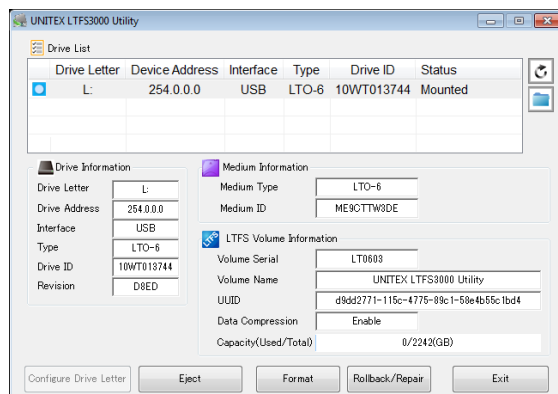 UNITEX LTFS3000 Utility
Drive List
Drive Letter Device Address Interface Type Drive ID Status
L: 254.0.0.0 USB LTO-6 10WT013744 Mounted
Drive Information
Drive Letter L:
Drive Address 254.0.0.0
Interface USB
Type LTO-6
Drive ID 10WT013744
Revision D8ED
Medium Information
Medium Type LTO-6
Medium ID ME9CTTW3DE
LTFS
LTFS Volume Information
Volume Serial LT0603
Volume Name UNITEX LTFS3000 Utility
UUID d9dd2771-115c-4775-89c1-58e4b55c1bd4
Data Compression Enable
Capacity(Used/Total) 0/2242(GB)
Configure Drive Letter Eject Format Rollback/Repair Exit